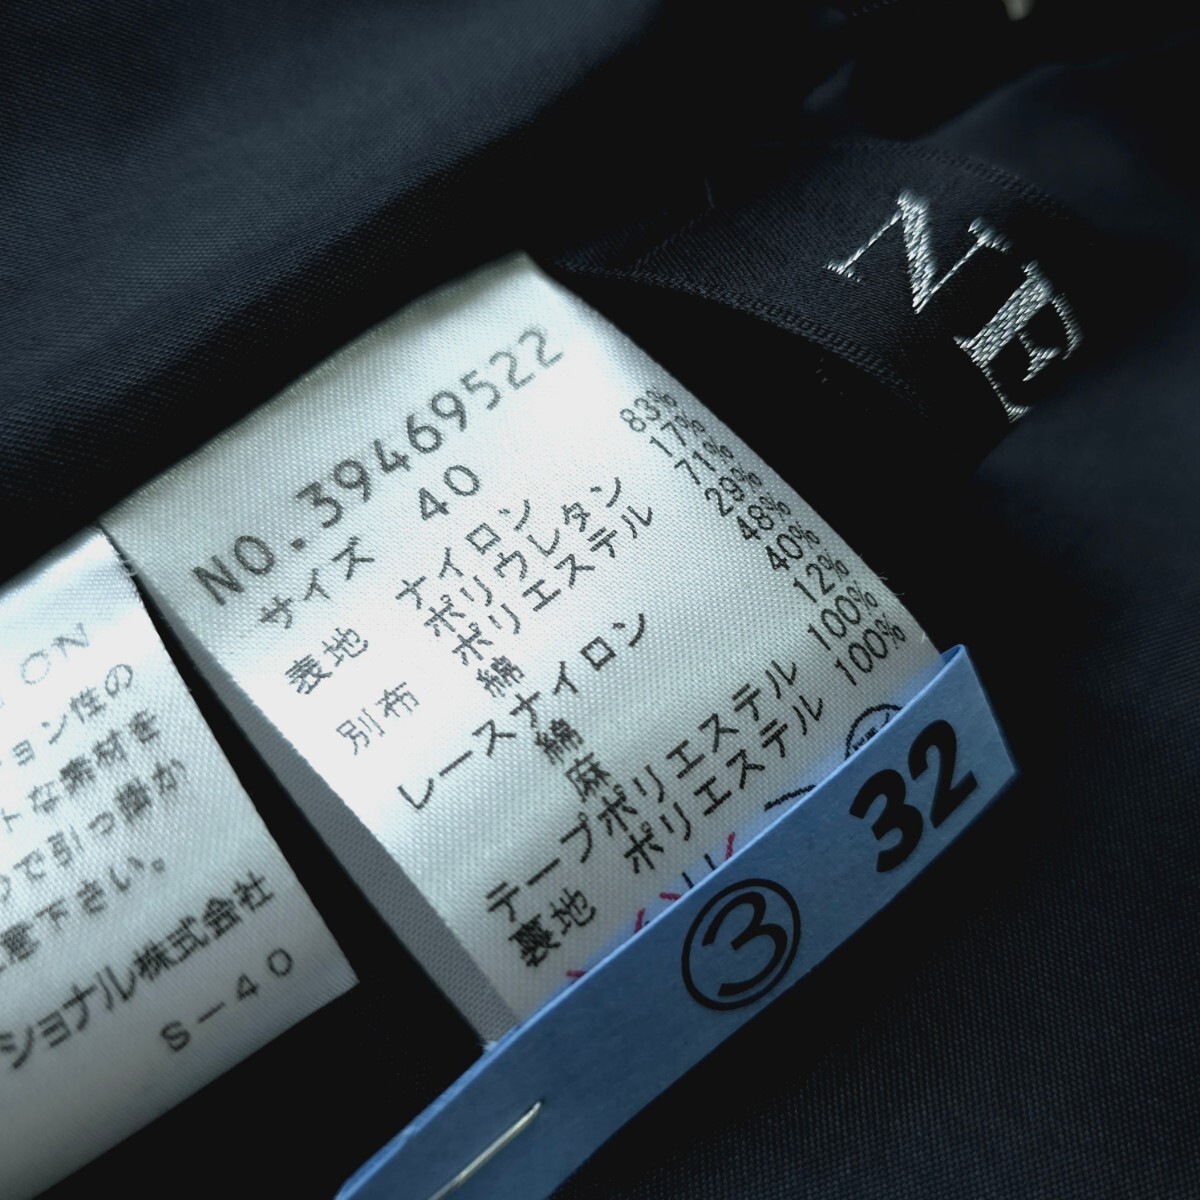 NE
NO.39469522
サイズ 40
表地 ナイロン 83%
ポリウレタン 17%
別布 ポリエステル 71%
綿 29%
レースナイロン 48%
綿 40%
麻 12%
テープポリエステル 100%
裏地 ポリエステル 100%
ON
ション性の
トな素材を
で引っ掛か
意下さい。
ショナル株式会社
S-40
③ 32